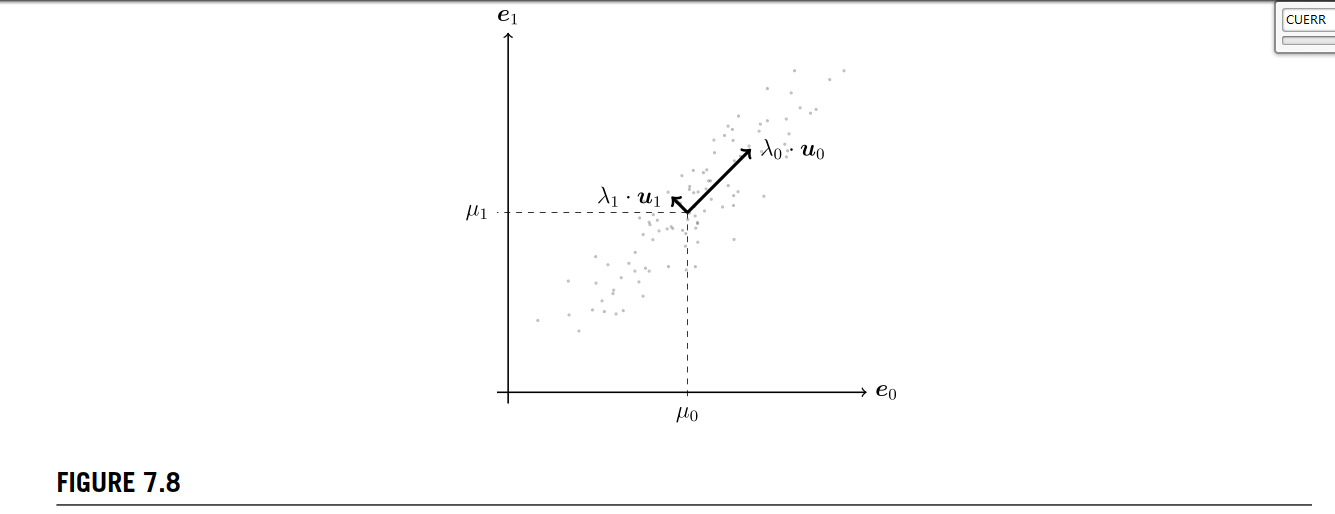 e₁
CUERR
λ₀ · u₀
λ₁ · u₁
μ₁
e₀
μ₀
FIGURE 7.8